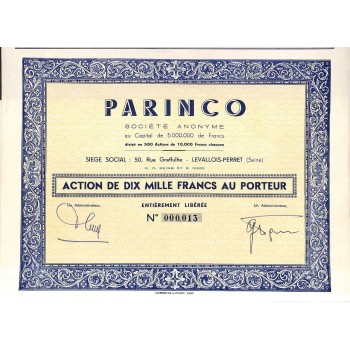 PARINCO
SOCIÉTÉ ANONYME
au Capital de 5.000.000 de Francs
divisé en 500 Actions de 10.000 Francs chacune
SIEGE SOCIAL : 50, Rue Greffulhe - LEVALLOIS-PERRET (Seine)
ACTION DE DIX MILLE FRANCS AU PORTEUR
ENTIÈREMENT LIBÉRÉE
Un Administrateur, Un Administrateur,
N° 000,013